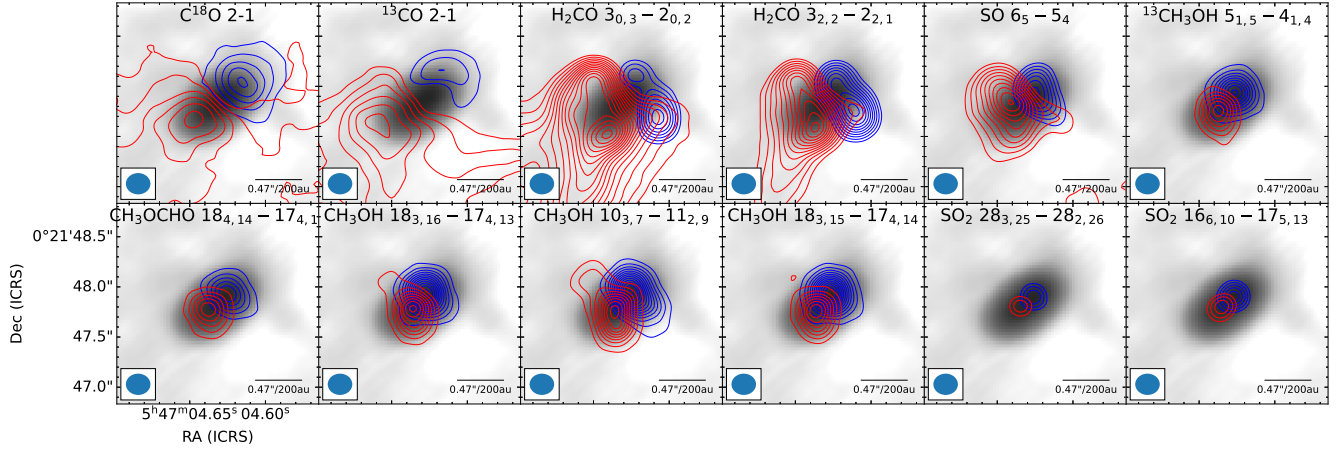 C¹⁸O 2-1
¹³CO 2-1
H₂CO 3₀,₃ − 2₀,₂
H₂CO 3₂,₂ − 2₂,₁
SO 6₅ − 5₄
¹³CH₃OH 5₁,₅ − 4₁,₄
0.47"/200au
0.47"/200au
0.47"/200au
0.47"/200au
0.47"/200au
0.47"/200au
CH₃OCHO 18₄,₁₄ − 17₄,₁
CH₃OH 18₃,₁₆ − 17₄,₁₃
CH₃OH 10₃,₇ − 11₂,₉
CH₃OH 18₃,₁₅ − 17₄,₁₄
SO₂ 28₃,₂₅ − 28₂,₂₆
SO₂ 16₆,₁₀ − 17₅,₁₃
0°21'48.5"
48.0"
47.5"
47.0"
Dec (ICRS)
0.47"/200au
0.47"/200au
0.47"/200au
0.47"/200au
0.47"/200au
0.47"/200au
5ʰ47ᵐ04.65ˢ 04.60ˢ
RA (ICRS)